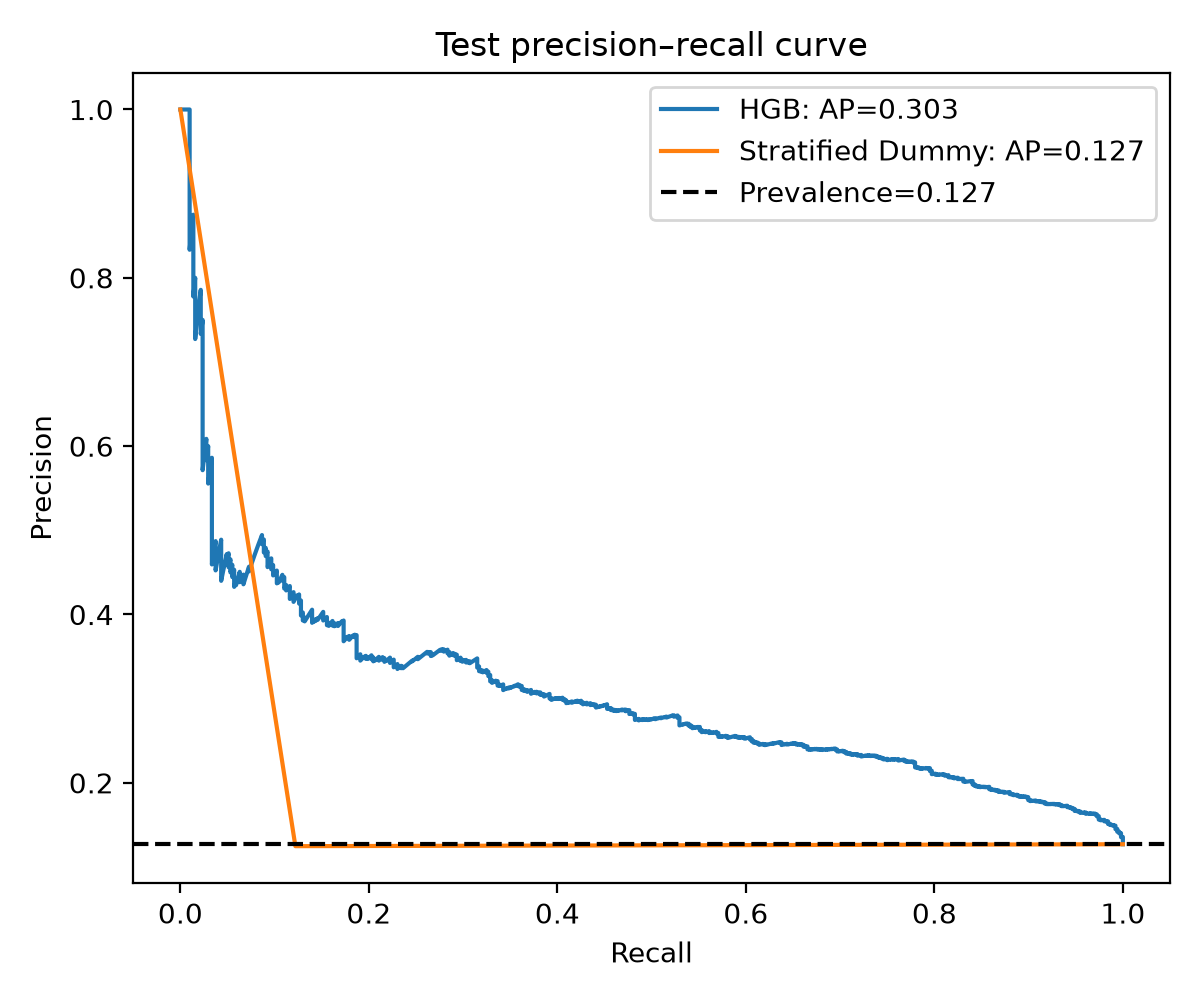 Test precision–recall curve
HGB: AP=0.303
Stratified Dummy: AP=0.127
Prevalence=0.127
Precision
1.0
0.8
0.6
0.4
0.2
0.0 0.2 0.4 0.6 0.8 1.0
Recall